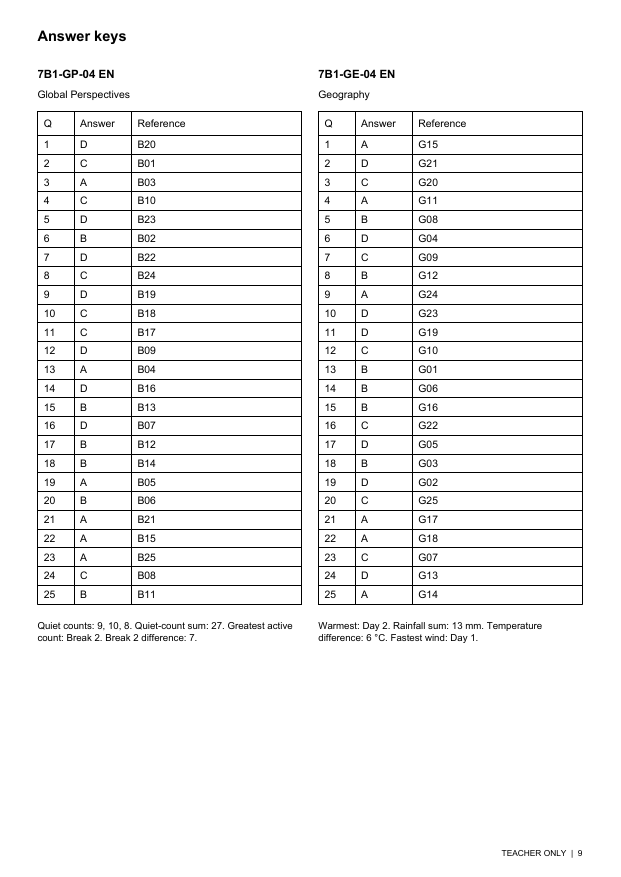 Answer keys
7B1-GP-04 EN
Global Perspectives
Q Answer Reference
1 D B20
2 C B01
3 A B03
4 C B10
5 D B23
6 B B02
7 D B22
8 C B24
9 D B19
10 C B18
11 C B17
12 D B09
13 A B04
14 D B16
15 B B13
16 D B07
17 B B12
18 B B14
19 A B05
20 B B06
21 A B21
22 A B15
23 A B25
24 C B08
25 B B11
Quiet counts: 9, 10, 8. Quiet-count sum: 27. Greatest active
count: Break 2. Break 2 difference: 7.
7B1-GE-04 EN
Geography
Q Answer Reference
1 A G15
2 D G21
3 C G20
4 A G11
5 B G08
6 D G04
7 C G09
8 B G12
9 A G24
10 D G23
11 D G19
12 C G10
13 B G01
14 B G06
15 B G16
16 C G22
17 D G05
18 B G03
19 D G02
20 C G25
21 A G17
22 A G18
23 C G07
24 D G13
25 A G14
Warmest: Day 2. Rainfall sum: 13 mm. Temperature
difference: 6 °C. Fastest wind: Day 1.
TEACHER ONLY | 9